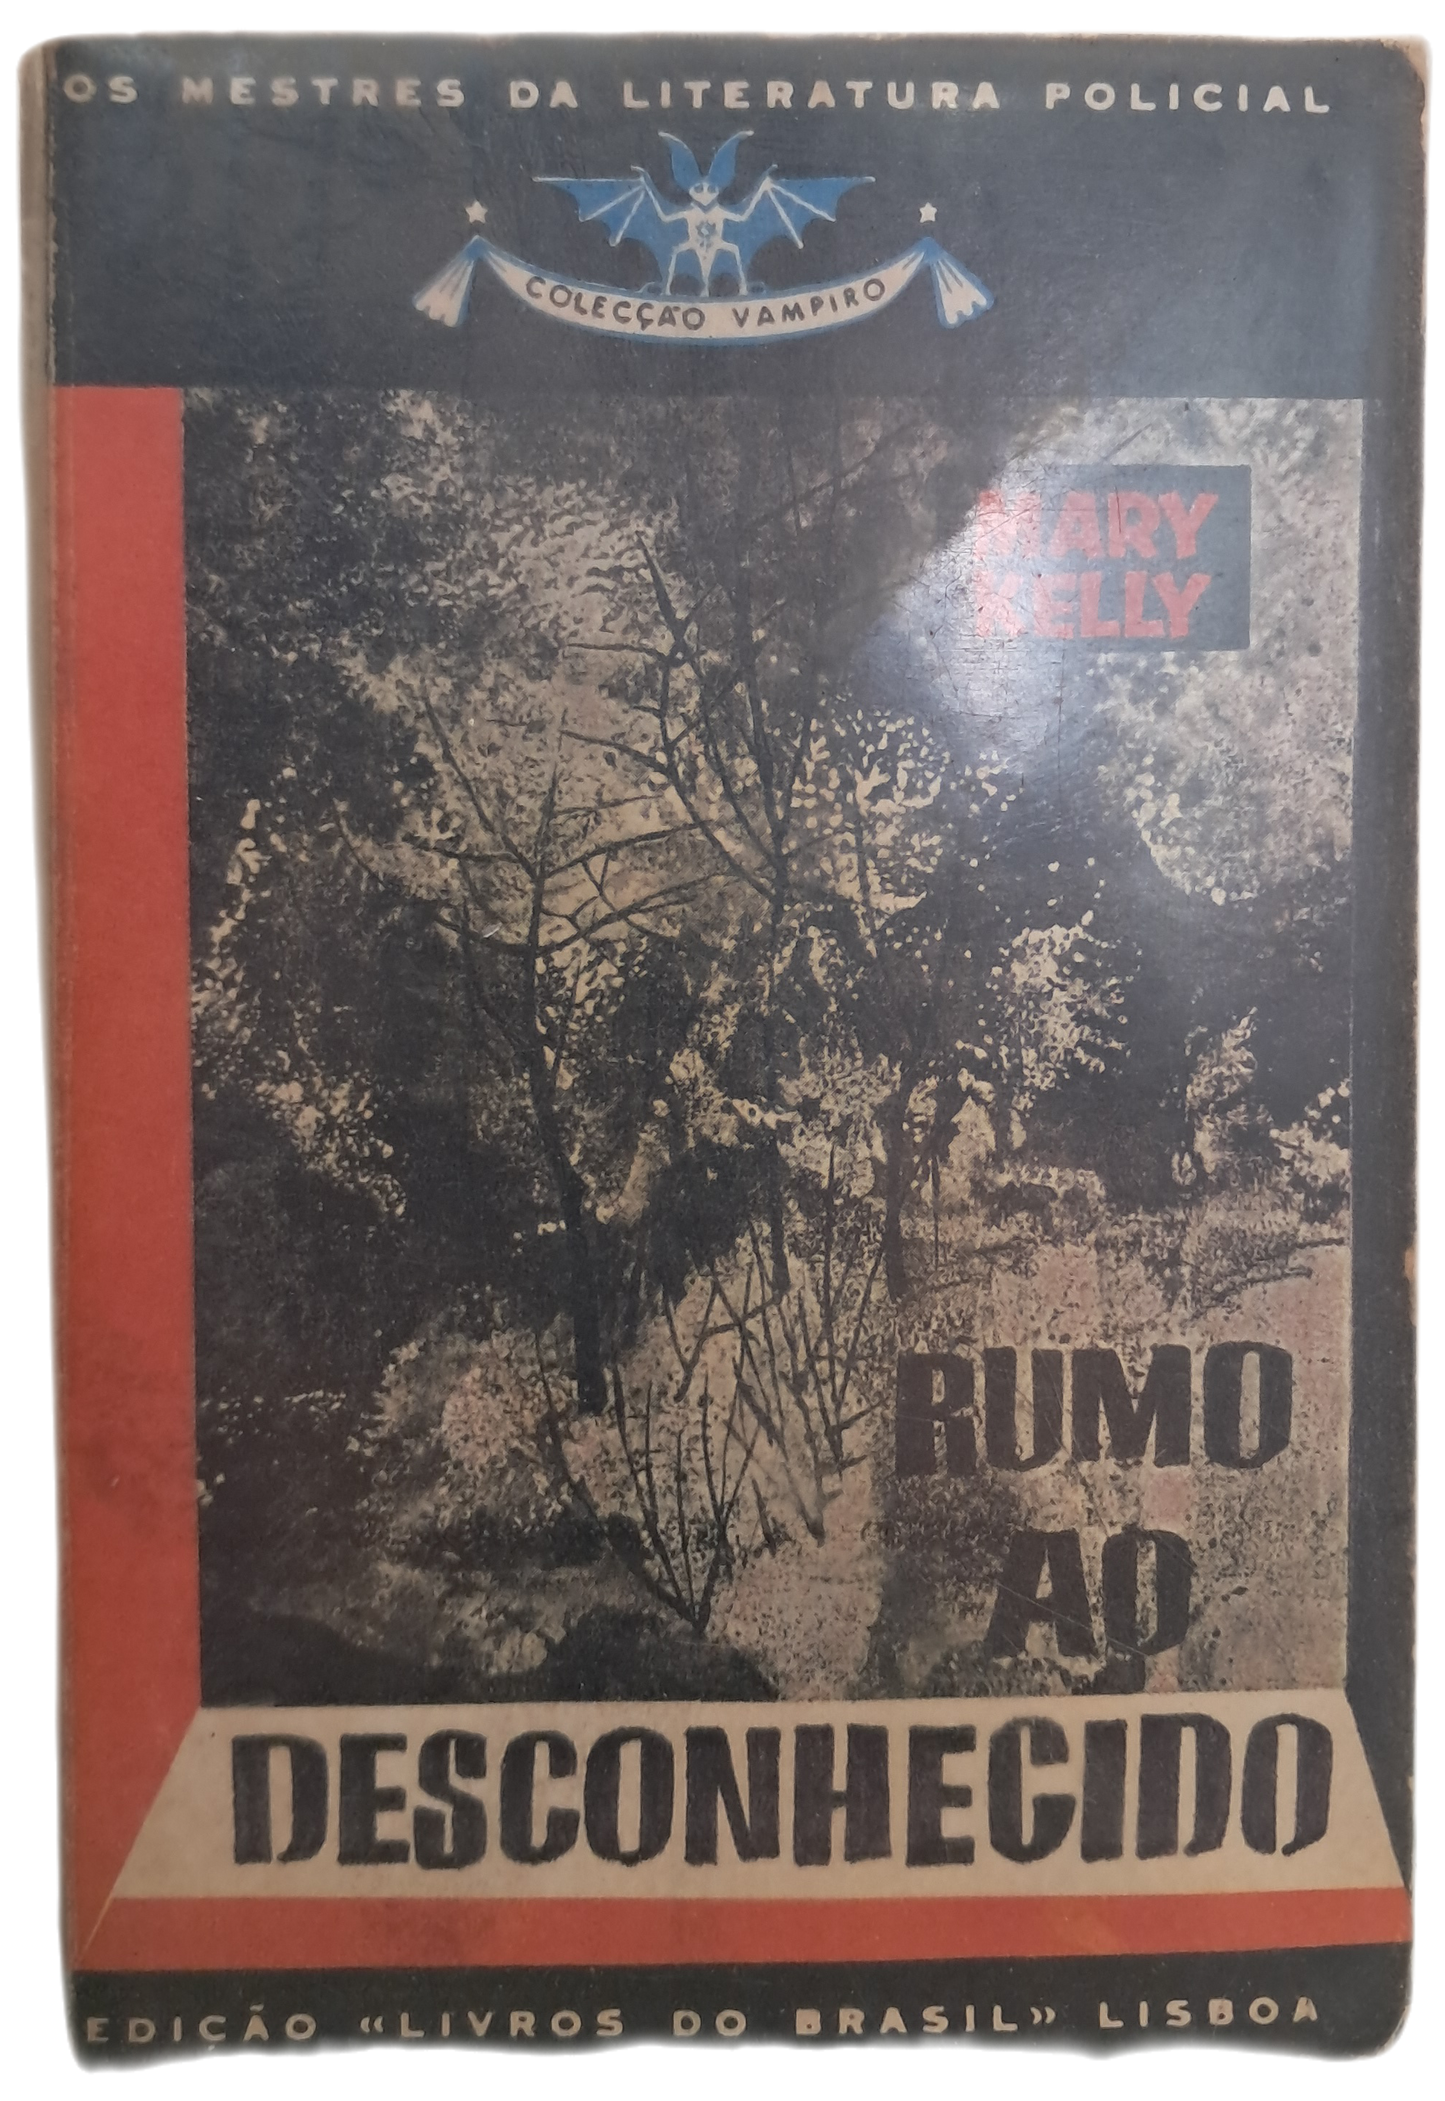 OS MESTRES DA LITERATURA POLICIAL
COLECÇÃO VAMPIRO
MARY
KELLY
RUMO
AO
DESCONHECIDO
EDIÇÃO «LIVROS DO BRASIL» LISBOA